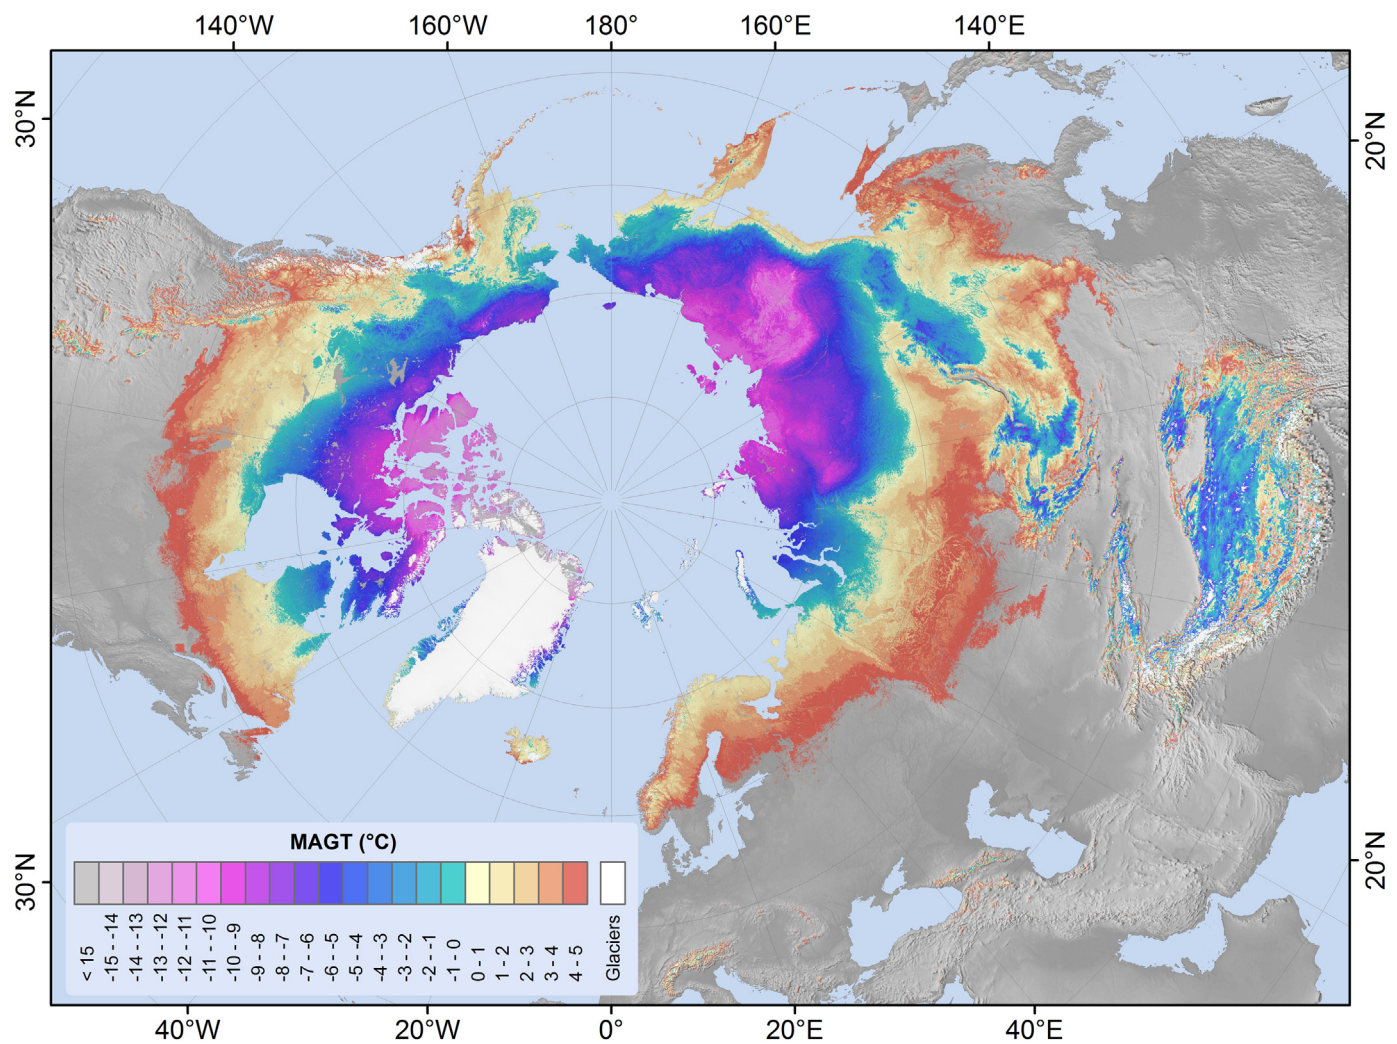 140°W 160°W 180° 160°E 140°E
30°N
20°N
30°N
20°N
MAGT (°C)
< 15
-15 - -14
-14 - -13
-13 - -12
-12 - -11
-11 - -10
-10 - -9
-9 - -8
-8 - -7
-7 - -6
-6 - -5
-5 - -4
-4 - -3
-3 - -2
-2 - -1
-1 - 0
0 - 1
1 - 2
2 - 3
3 - 4
4 - 5
Glaciers
40°W 20°W 0° 20°E 40°E